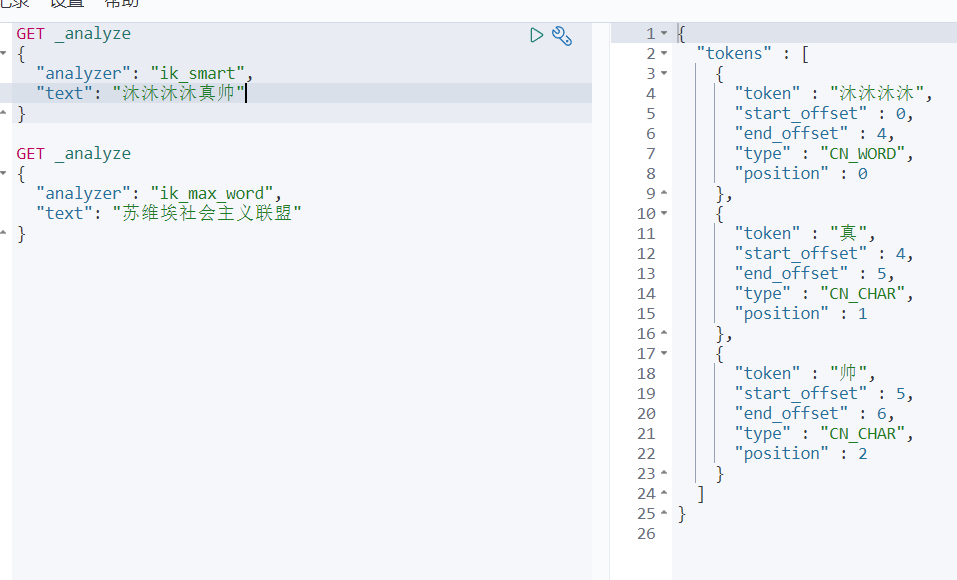 记录 设置 帮助
GET _analyze
{
"analyzer": "ik_smart",
"text": "沐沐沐沐真帅"
}
GET _analyze
{
"analyzer": "ik_max_word",
"text": "苏维埃社会主义联盟"
}
1 {
2 "tokens" : [
3 {
4 "token" : "沐沐沐沐",
5 "start_offset" : 0,
6 "end_offset" : 4,
7 "type" : "CN_WORD",
8 "position" : 0
9 },
10 {
11 "token" : "真",
12 "start_offset" : 4,
13 "end_offset" : 5,
14 "type" : "CN_CHAR",
15 "position" : 1
16 },
17 {
18 "token" : "帅",
19 "start_offset" : 5,
20 "end_offset" : 6,
21 "type" : "CN_CHAR",
22 "position" : 2
23 }
24 ]
25 }
26